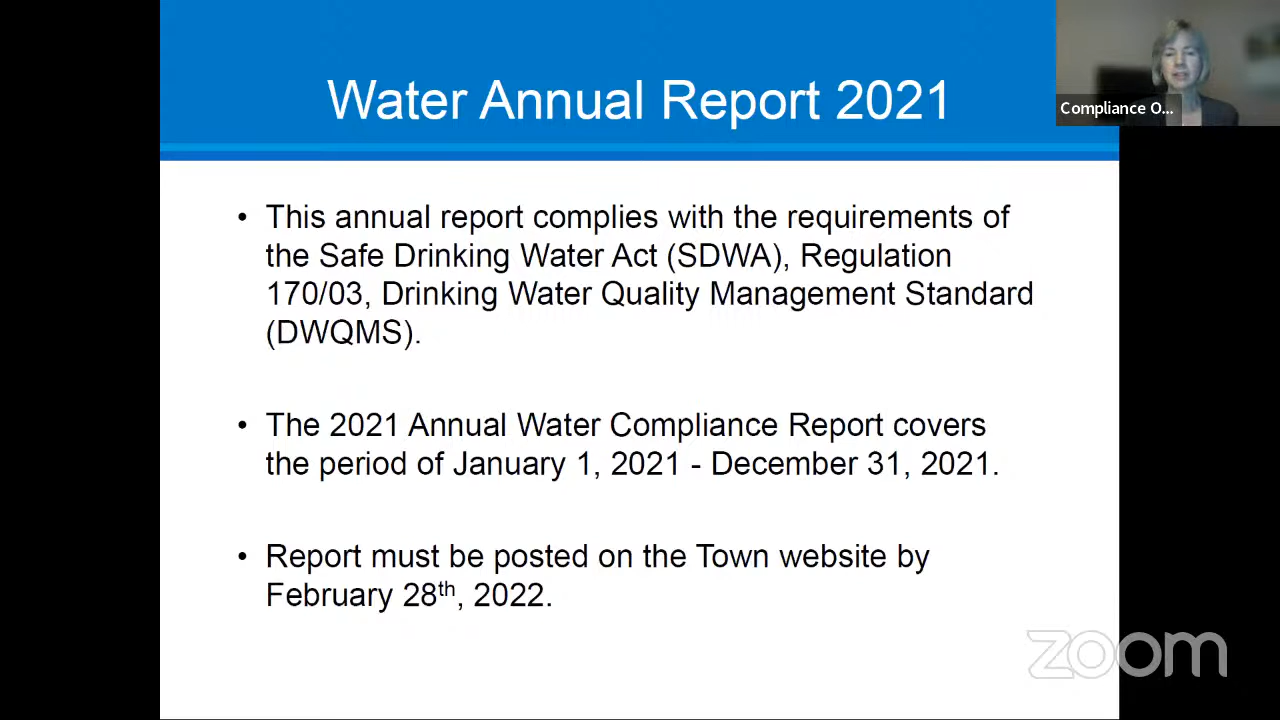 Water Annual Report 2021
Compliance O...
• This annual report complies with the requirements of
the Safe Drinking Water Act (SDWA), Regulation
170/03, Drinking Water Quality Management Standard
(DWQMS).
• The 2021 Annual Water Compliance Report covers
the period of January 1, 2021 - December 31, 2021.
• Report must be posted on the Town website by
February 28th, 2022.
zoom